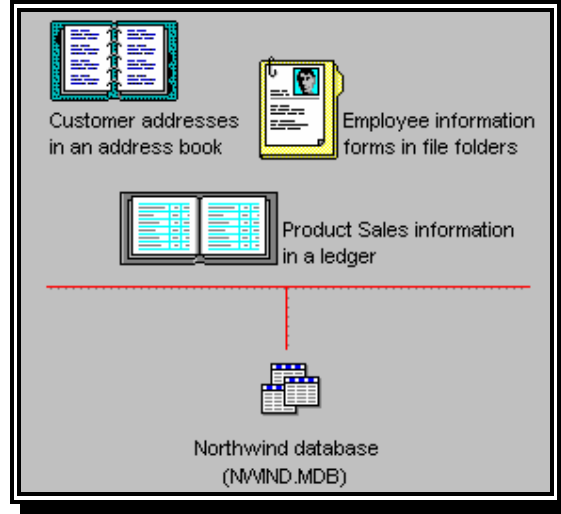 Customer addresses
in an address book
Employee information
forms in file folders
Product Sales information
in a ledger
Northwind database
(NWIND.MDB)